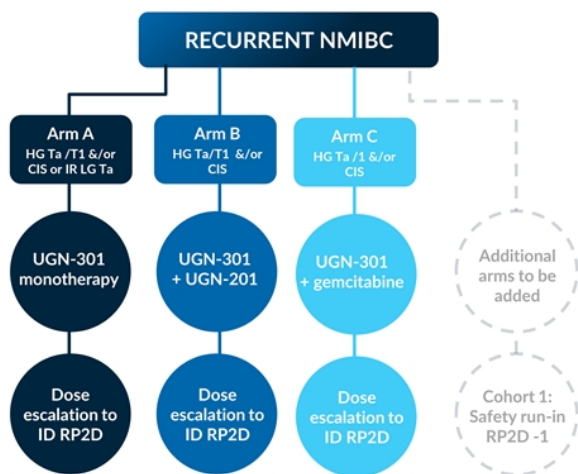 RECURRENT NMIBC
Arm A
HG Ta /T1 &/or
CIS or IR LG Ta
Arm B
HG Ta/T1 &/or
CIS
Arm C
HG Ta /1 &/or
CIS
UGN-301
monotherapy
UGN-301
+ UGN-201
UGN-301
+ gemcitabine
Additional
arms to be
added
Dose
escalation to
ID RP2D
Dose
escalation to
ID RP2D
Dose
escalation to
ID RP2D
Cohort 1:
Safety run-in
RP2D -1